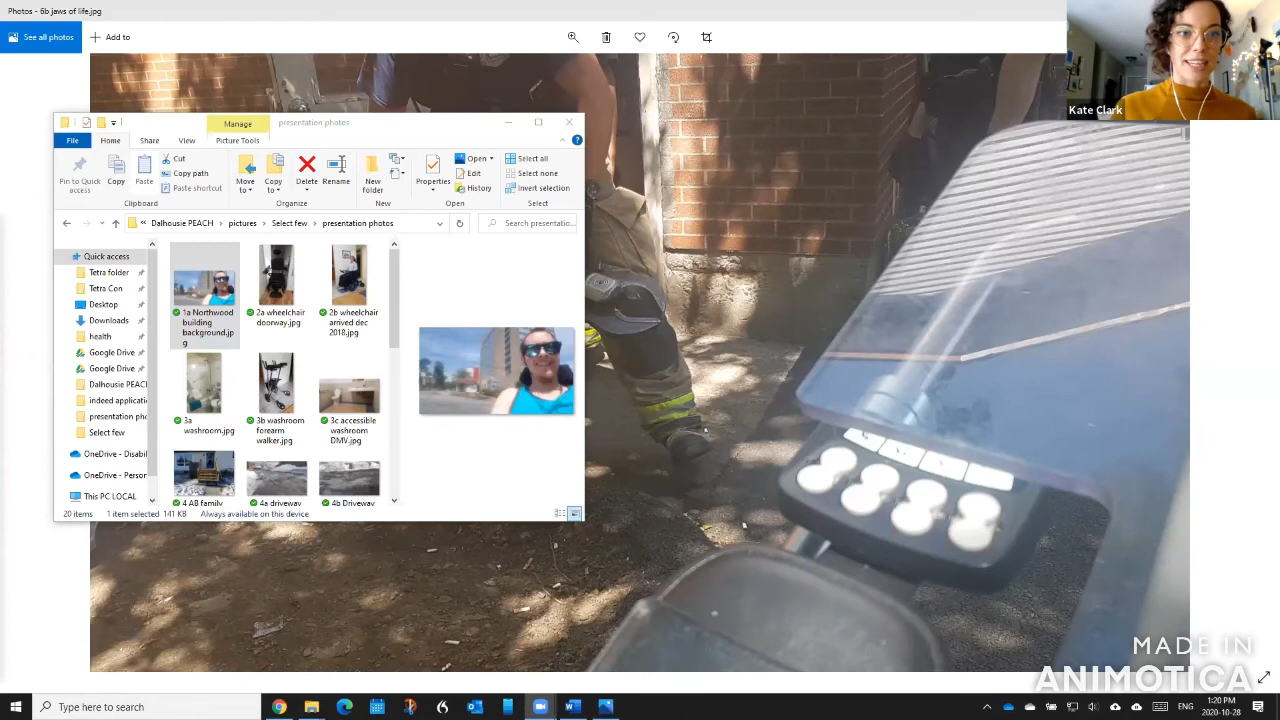 Photos - 6b jaws of life.jpg
See all photos
Add to
Kate Clark
Manage
presentation photos
File
Home
Share
View
Picture Tools
Pin to Quick access
Copy
Paste
Cut
Copy path
Paste shortcut
Clipboard
Move to
Copy to
Delete
Rename
Organize
New folder
New
Properties
Open
Edit
History
Open
Select all
Select none
Invert selection
Select
Dalhousie PEACH
pictures
Select few
presentation photos
Search presentatio...
Quick access
Tetra folder
Tetra Con
Desktop
Downloads
health
Google Drive
Google Drive
Dalhousie PEACH
indeed applicatio
presentation pho
Select few
OneDrive - Disabil
OneDrive - Person
This PC LOCAL
1a Northwood
building
background.jp
g
2a wheelchair
doorway.jpg
2b wheelchair
arrived dec
2018.jpg
3a
washroom.jpg
3b washroom
forearm
walker.jpg
3c accessible
washroom
DMV.jpg
4 AB family
4a driveway
4b Driveway
20 items
1 item selected 141 KB
Always available on this device
MADE IN
ANIMOTICA
Type here to search
ENG
1:20 PM
2020-10-28